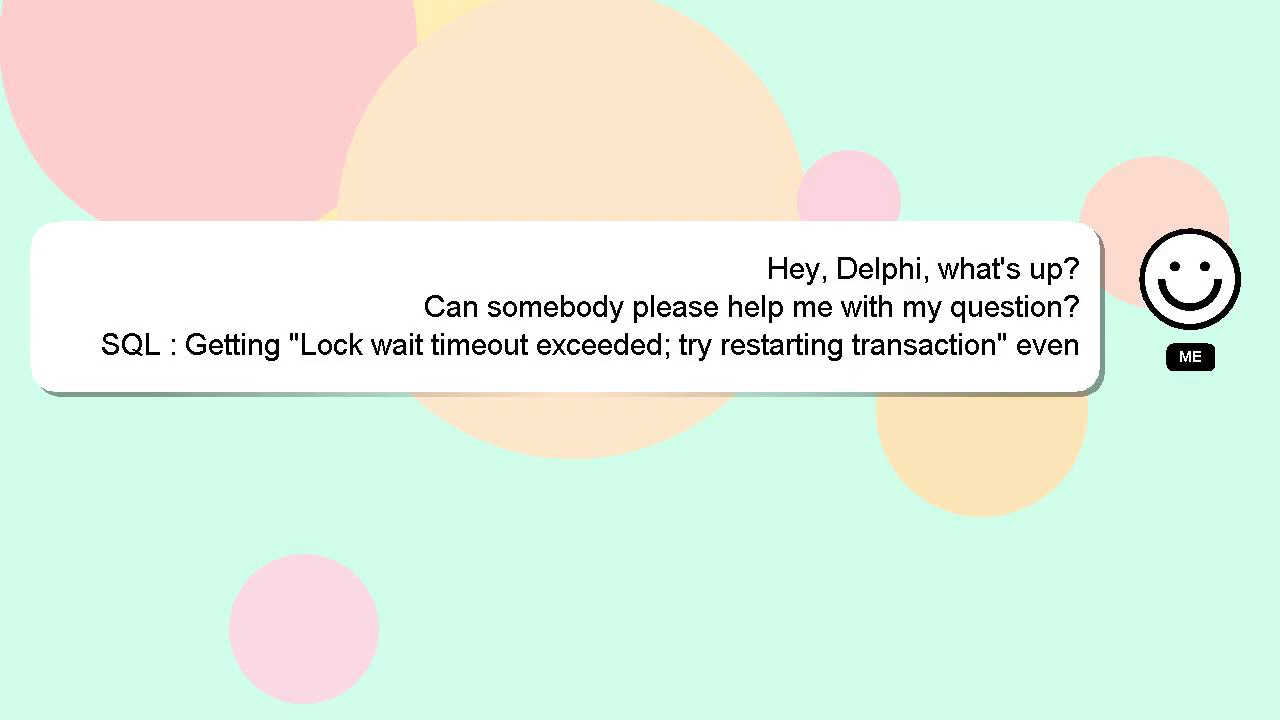 Hey, Delphi, what's up?
Can somebody please help me with my question?
SQL : Getting "Lock wait timeout exceeded; try restarting transaction" even
ME